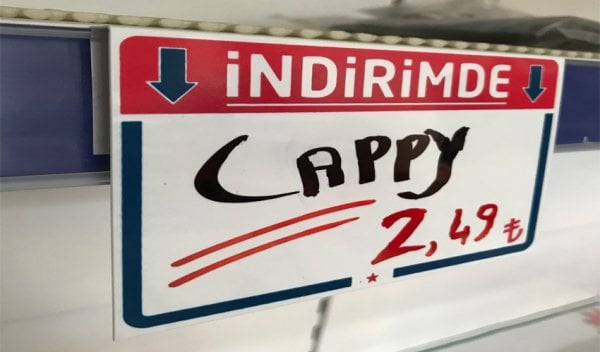 İNDİRİMDE
CAPPY
2,49 ₺